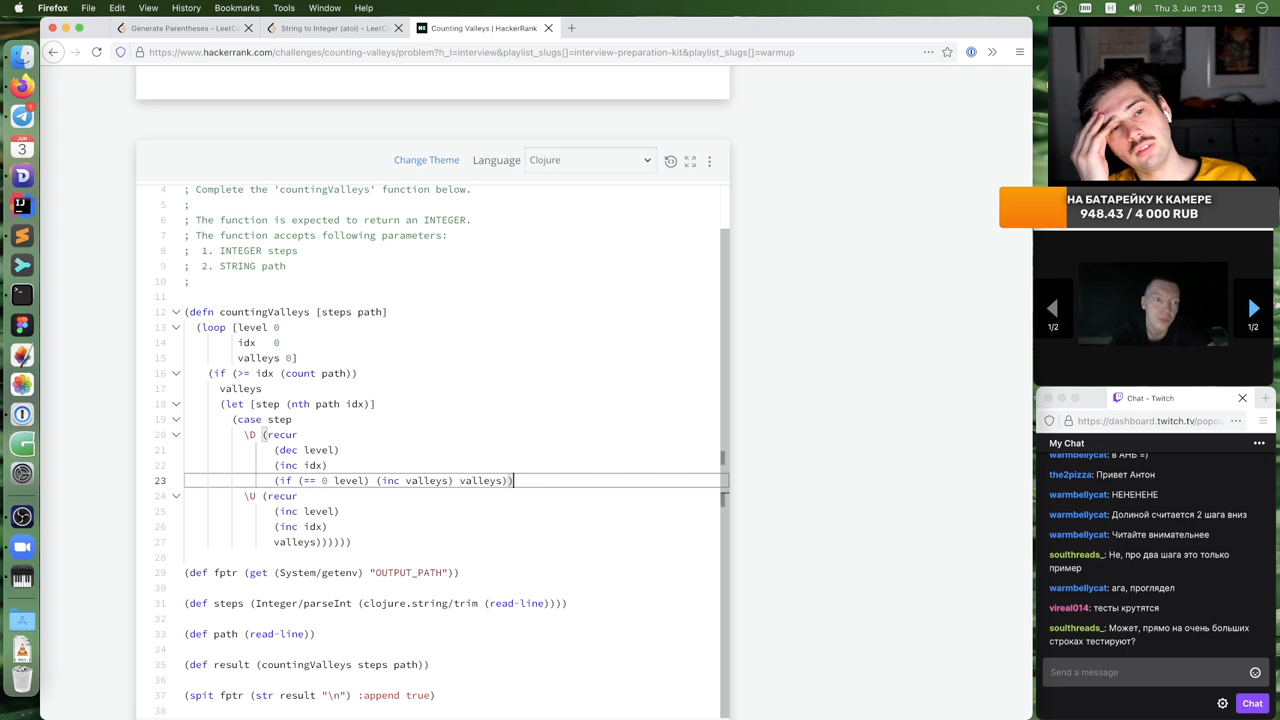 Firefox File Edit View History Bookmarks Tools Window Help
Generate Parentheses - LeetCo
String to Integer (atoi) - LeetCo
Counting Valleys | HackerRank
https://www.hackerrank.com/challenges/counting-valleys/problem?h_l=interview&playlist_slugs[]=interview-preparation-kit&playlist_slugs[]=warmup
Change Theme Language Clojure
4 ; Complete the 'countingValleys' function below.
5 ;
6 ; The function is expected to return an INTEGER.
7 ; The function accepts following parameters:
8 ;  1. INTEGER steps
9 ;  2. STRING path
10 ;
11
12 (defn countingValleys [steps path]
13 (loop [level 0
14 idx   0
15 valleys 0]
16 (if (>= idx (count path))
17 valleys
18 (let [step (nth path idx)]
19 (case step
20 \D (recur
21 (dec level)
22 (inc idx)
23 (if (== 0 level) (inc valleys) valleys))
24 \U (recur
25 (inc level)
26 (inc idx)
27 valleys))))))
28
29 (def fptr (get (System/getenv) "OUTPUT_PATH"))
30
31 (def steps (Integer/parseInt (clojure.string/trim (read-line))))
32
33 (def path (read-line))
34
35 (def result (countingValleys steps path))
36
37 (spit fptr (str result "\n") :append true)
38
JUN
3
НА БАТАРЕЙКУ К КАМЕРЕ
948.43 / 4 000 RUB
1/2
1/2
Chat - Twitch
https://dashboard.twitch.tv/popou
My Chat
warmbellycat: в АНБ =)
the2pizza: Привет Антон
warmbellycat: НЕНЕНЕНЕ
warmbellycat: Долиной считается 2 шага вниз
warmbellycat: Читайте внимательнее
soulthreads_: Не, про два шага это только
пример
warmbellycat: ага, проглядел
vireal014: тесты крутятся
soulthreads_: Может, прямо на очень больших
строках тестируют?
Send a message
Chat